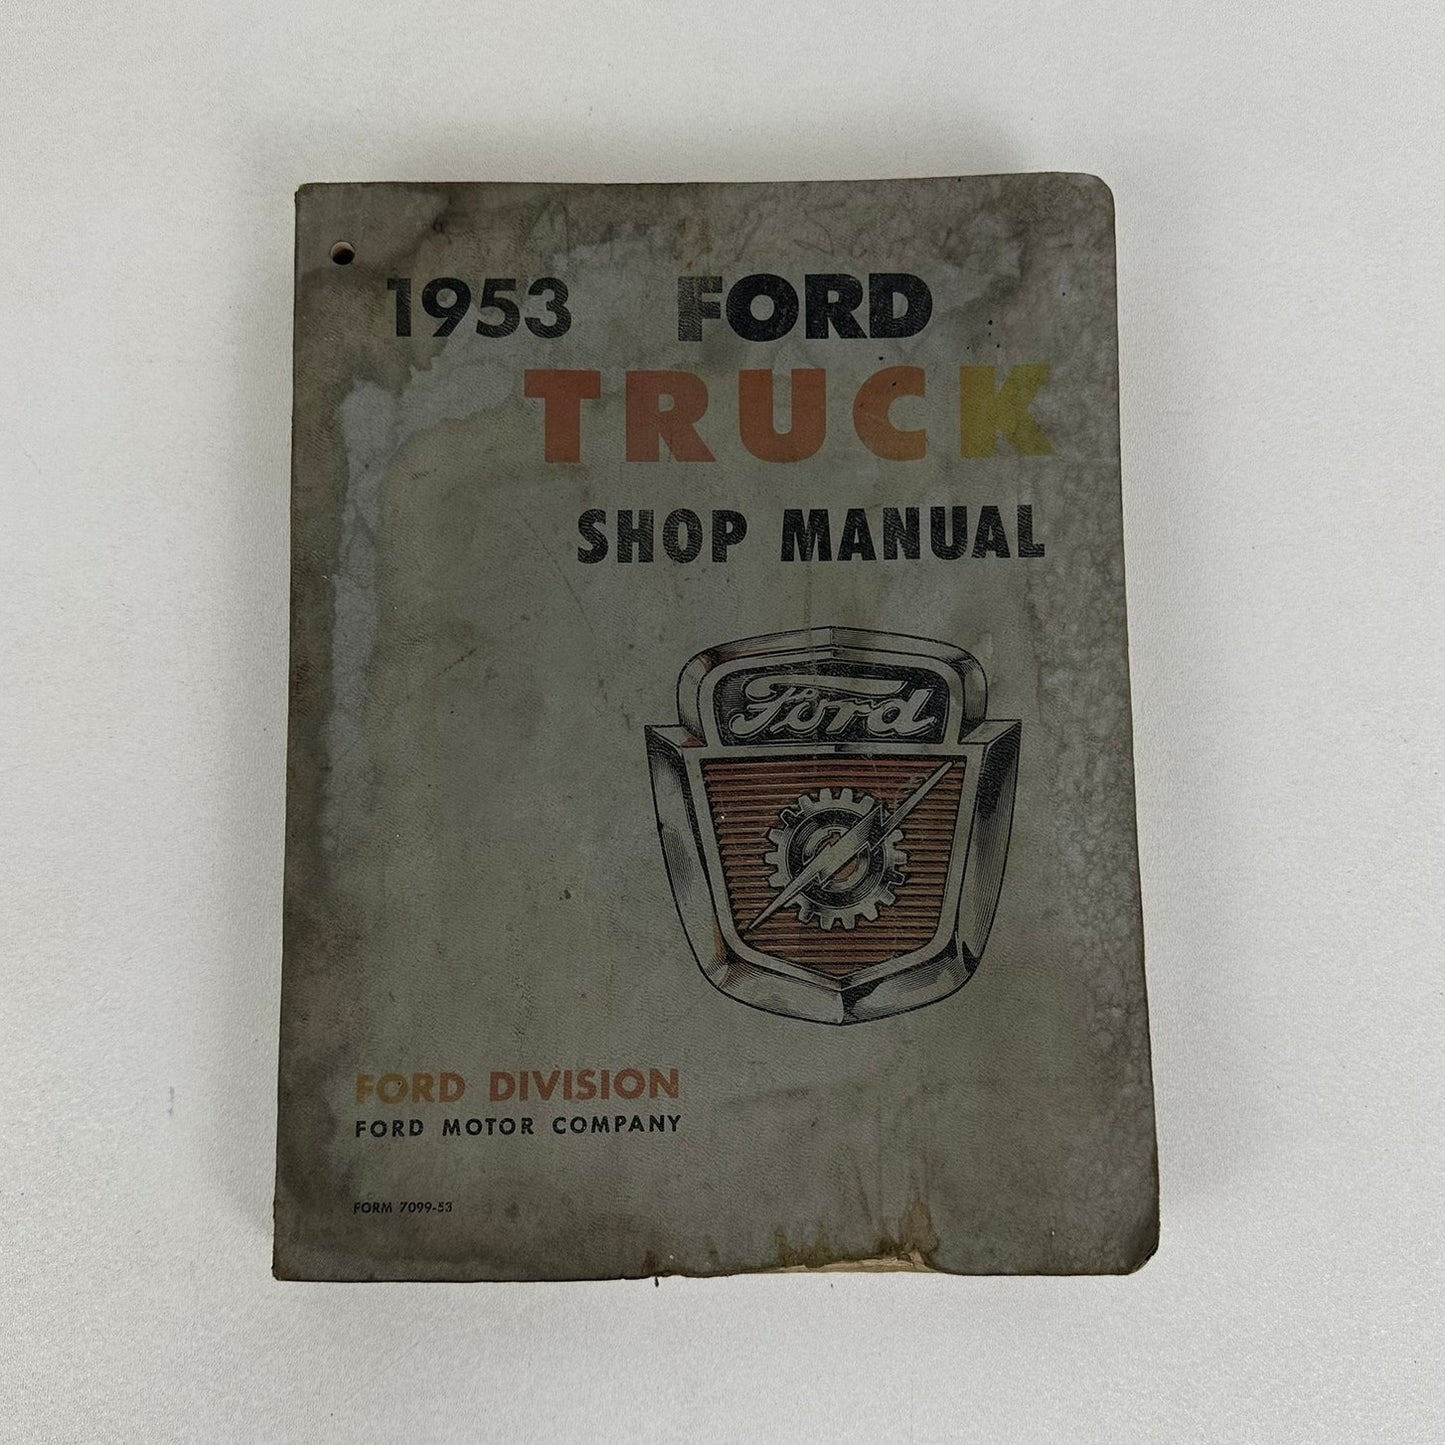 1953 FORD
TRUCK
SHOP MANUAL
Ford
FORD DIVISION
FORD MOTOR COMPANY
FORM 7099-53